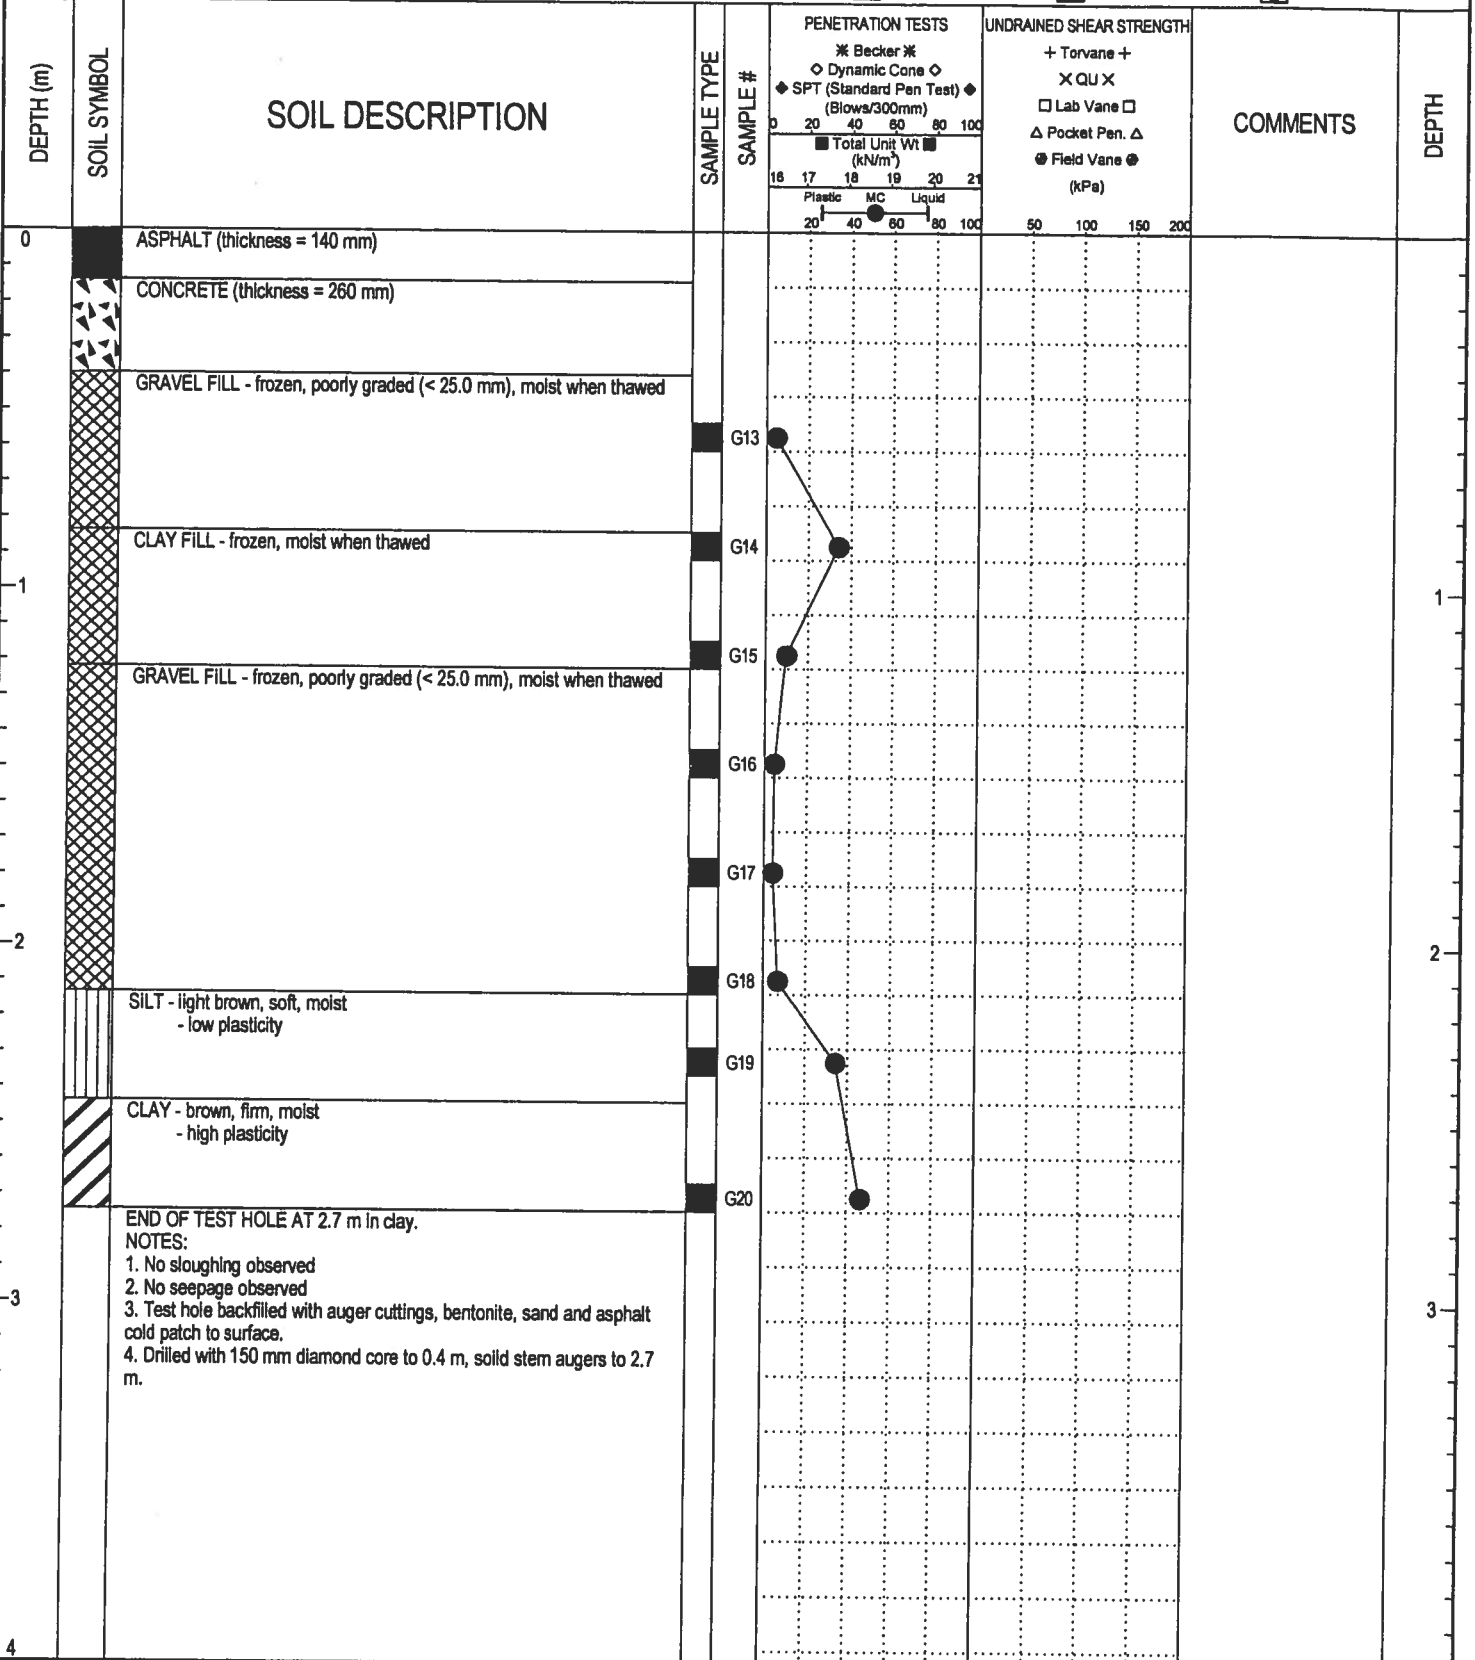 DEPTH (m)
SOIL SYMBOL
SOIL DESCRIPTION
SAMPLE TYPE
SAMPLE #
PENETRATION TESTS
✱ Becker ✱
◇ Dynamic Cone ◇
◆ SPT (Standard Pen Test) ◆
(Blows/300mm)
0 20 40 60 80 100
■ Total Unit Wt ■
(kN/m³)
16 17 18 19 20 21
Plastic MC Liquid
20 40 60 80 100
UNDRAINED SHEAR STRENGTH
+ Torvane +
X QU X
□ Lab Vane □
△ Pocket Pen. △
Field Vane
(kPa)
50 100 150 200
COMMENTS
DEPTH
0
ASPHALT (thickness = 140 mm)
CONCRETE (thickness = 260 mm)
GRAVEL FILL - frozen, poorly graded (< 25.0 mm), moist when thawed
G13
CLAY FILL - frozen, moist when thawed
G14
1
1
G15
GRAVEL FILL - frozen, poorly graded (< 25.0 mm), moist when thawed
G16
G17
2
2
G18
SILT - light brown, soft, moist
- low plasticity
G19
CLAY - brown, firm, moist
- high plasticity
G20
END OF TEST HOLE AT 2.7 m in clay.
NOTES:
1. No sloughing observed
2. No seepage observed
3
3. Test hole backfilled with auger cuttings, bentonite, sand and asphalt
3
cold patch to surface.
4. Drilled with 150 mm diamond core to 0.4 m, solid stem augers to 2.7
m.
4